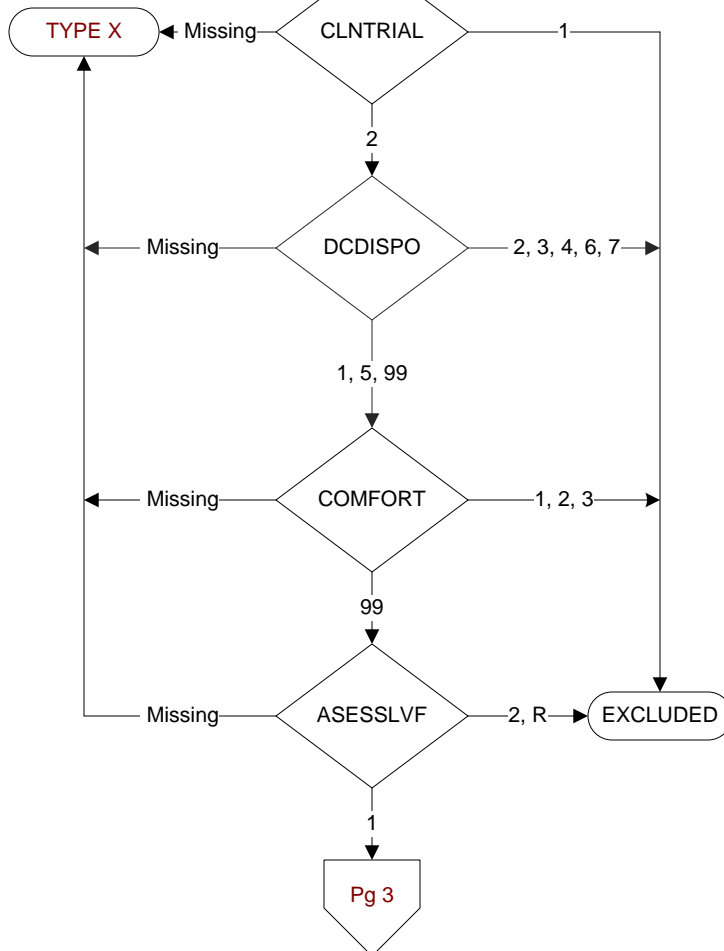 TYPE X Missing CLNTRIAL 1
2
Missing DCDISPO 2, 3, 4, 6, 7
1, 5, 99
Missing COMFORT 1, 2, 3
99
Missing ASESSLVF 2, R EXCLUDED
1
Pg 3